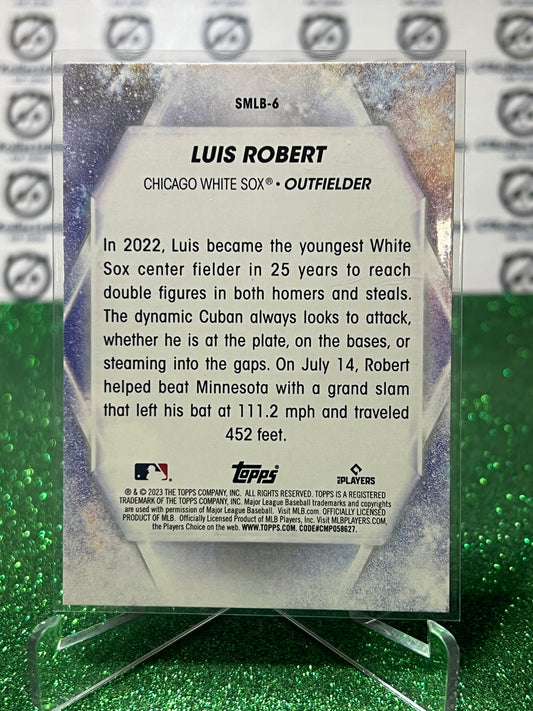 SMLB-6
LUIS ROBERT
CHICAGO WHITE SOX® • OUTFIELDER
In 2022, Luis became the youngest White
Sox center fielder in 25 years to reach
double figures in both homers and steals.
The dynamic Cuban always looks to attack,
whether he is at the plate, on the bases, or
steaming into the gaps. On July 14, Robert
helped beat Minnesota with a grand slam
that left his bat at 111.2 mph and traveled
452 feet.
Topps
PLAYERS
® & © 2023 THE TOPPS COMPANY, INC. ALL RIGHTS RESERVED. TOPPS IS A REGISTERED
TRADEMARK OF THE TOPPS COMPANY, INC. Major League Baseball trademarks and copyrights
are used with permission of Major League Baseball. Visit MLB.com. OFFICIALLY LICENSED
PRODUCT OF MLB. Officially Licensed Product of MLB Players, Inc. Visit MLBPLAYERS.COM,
the Players Choice on the web. WWW.TOPPS.COM. CODE#CMP058627.